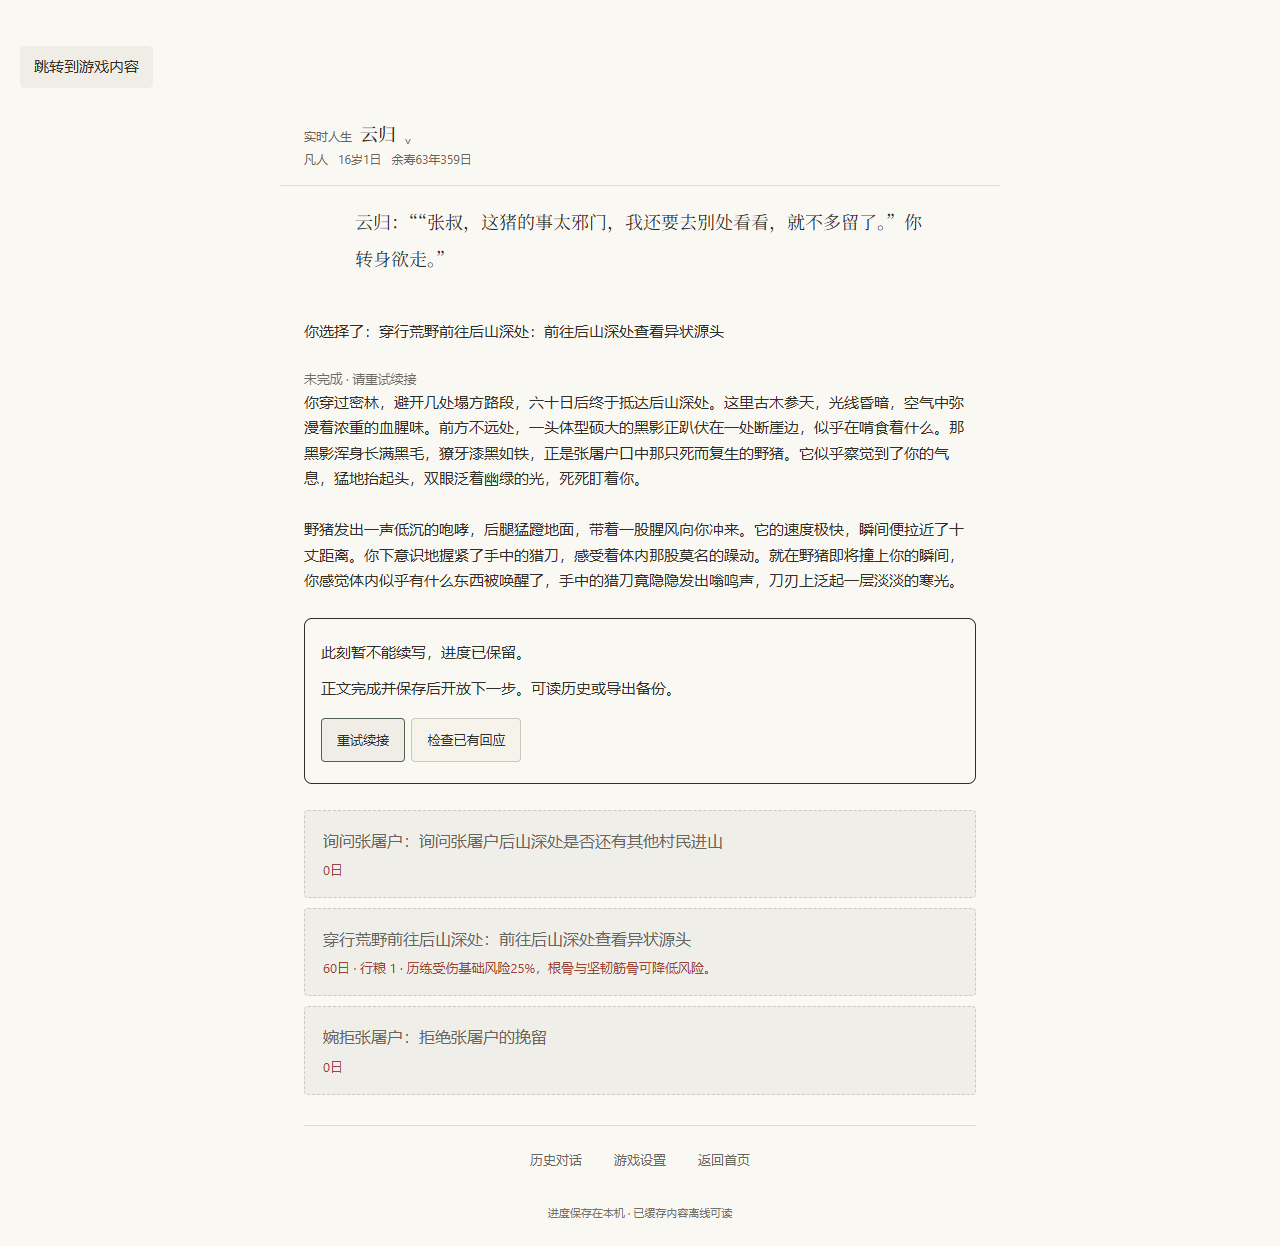 跳转到游戏内容
实时人生 云归 v
凡人 16岁1日 余寿63年359日
云归：““张叔，这猪的事太邪门，我还要去别处看看，就不多留了。”你
转身欲走。”
你选择了：穿行荒野前往后山深处：前往后山深处查看异状源头
未完成 · 请重试续接
你穿过密林，避开几处塌方路段，六十日后终于抵达后山深处。这里古木参天，光线昏暗，空气中弥
漫着浓重的血腥味。前方不远处，一头体型硕大的黑影正趴伏在一处断崖边，似乎在啃食着什么。那
黑影浑身长满黑毛，獠牙漆黑如铁，正是张屠户口中那只死而复生的野猪。它似乎察觉到了你的气
息，猛地抬起头，双眼泛着幽绿的光，死死盯着你。
野猪发出一声低沉的咆哮，后腿猛蹬地面，带着一股腥风向你冲来。它的速度极快，瞬间便拉近了十
丈距离。你下意识地握紧了手中的猎刀，感受着体内那股莫名的躁动。就在野猪即将撞上你的瞬间，
你感觉体内似乎有什么东西被唤醒了，手中的猎刀竟隐隐发出嗡鸣声，刀刃上泛起一层淡淡的寒光。
此刻暂不能续写，进度已保留。
正文完成并保存后开放下一步。可读历史或导出备份。
重试续接 检查已有回应
询问张屠户：询问张屠户后山深处是否还有其他村民进山
0日
穿行荒野前往后山深处：前往后山深处查看异状源头
60日 · 行粮 1 · 历练受伤基础风险25%，根骨与坚韧筋骨可降低风险。
婉拒张屠户：拒绝张屠户的挽留
0日
历史对话 游戏设置 返回首页
进度保存在本机 · 已缓存内容离线可读